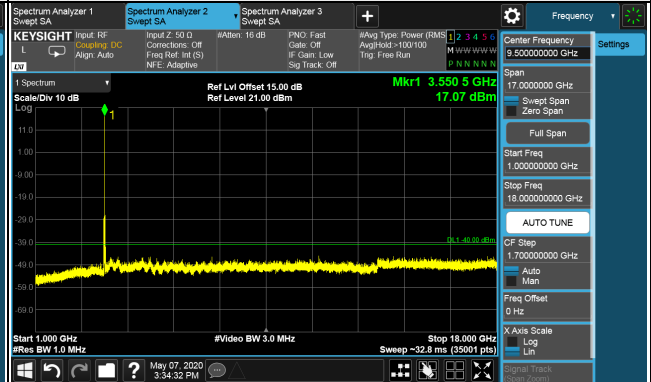 Spectrum Analyzer 1
Swept SA
Spectrum Analyzer 2
Swept SA
Spectrum Analyzer 3
Swept SA
+
Frequency
KEYSIGHT
L
LXI
Input: RF
Coupling: DC
Align: Auto
Input Z: 50 Ω
Corrections: Off
Freq Ref: Int (S)
NFE: Adaptive
#Atten: 16 dB
PNO: Fast
Gate: Off
IF Gain: Low
Sig Track: Off
#Avg Type: Power (RMS
Avg|Hold:>100/100
Trig: Free Run
1 2 3 4 5 6
M W W W W W
P N N N N N
1 Spectrum
Scale/Div 10 dB
Ref Lvl Offset 15.00 dB
Ref Level 21.00 dBm
Mkr1 3.550 5 GHz
17.07 dBm
Log
1
11.0
1.00
-9.00
-19.0
-29.0
-39.0
-49.0
-59.0
-69.0
DL1 -40.00 dBm
Start 1.000 GHz
#Res BW 1.0 MHz
#Video BW 3.0 MHz
Stop 18.000 GHz
Sweep ~32.8 ms (35001 pts)
May 07, 2020
3:34:32 PM
?
Center Frequency
9.500000000 GHz
Settings
Span
17.0000000 GHz
Swept Span
Zero Span
Full Span
Start Freq
1.000000000 GHz
Stop Freq
18.000000000 GHz
AUTO TUNE
CF Step
1.700000000 GHz
Auto
Man
Freq Offset
0 Hz
X Axis Scale
Log
Lin
Signal Track
(Span Zoom)